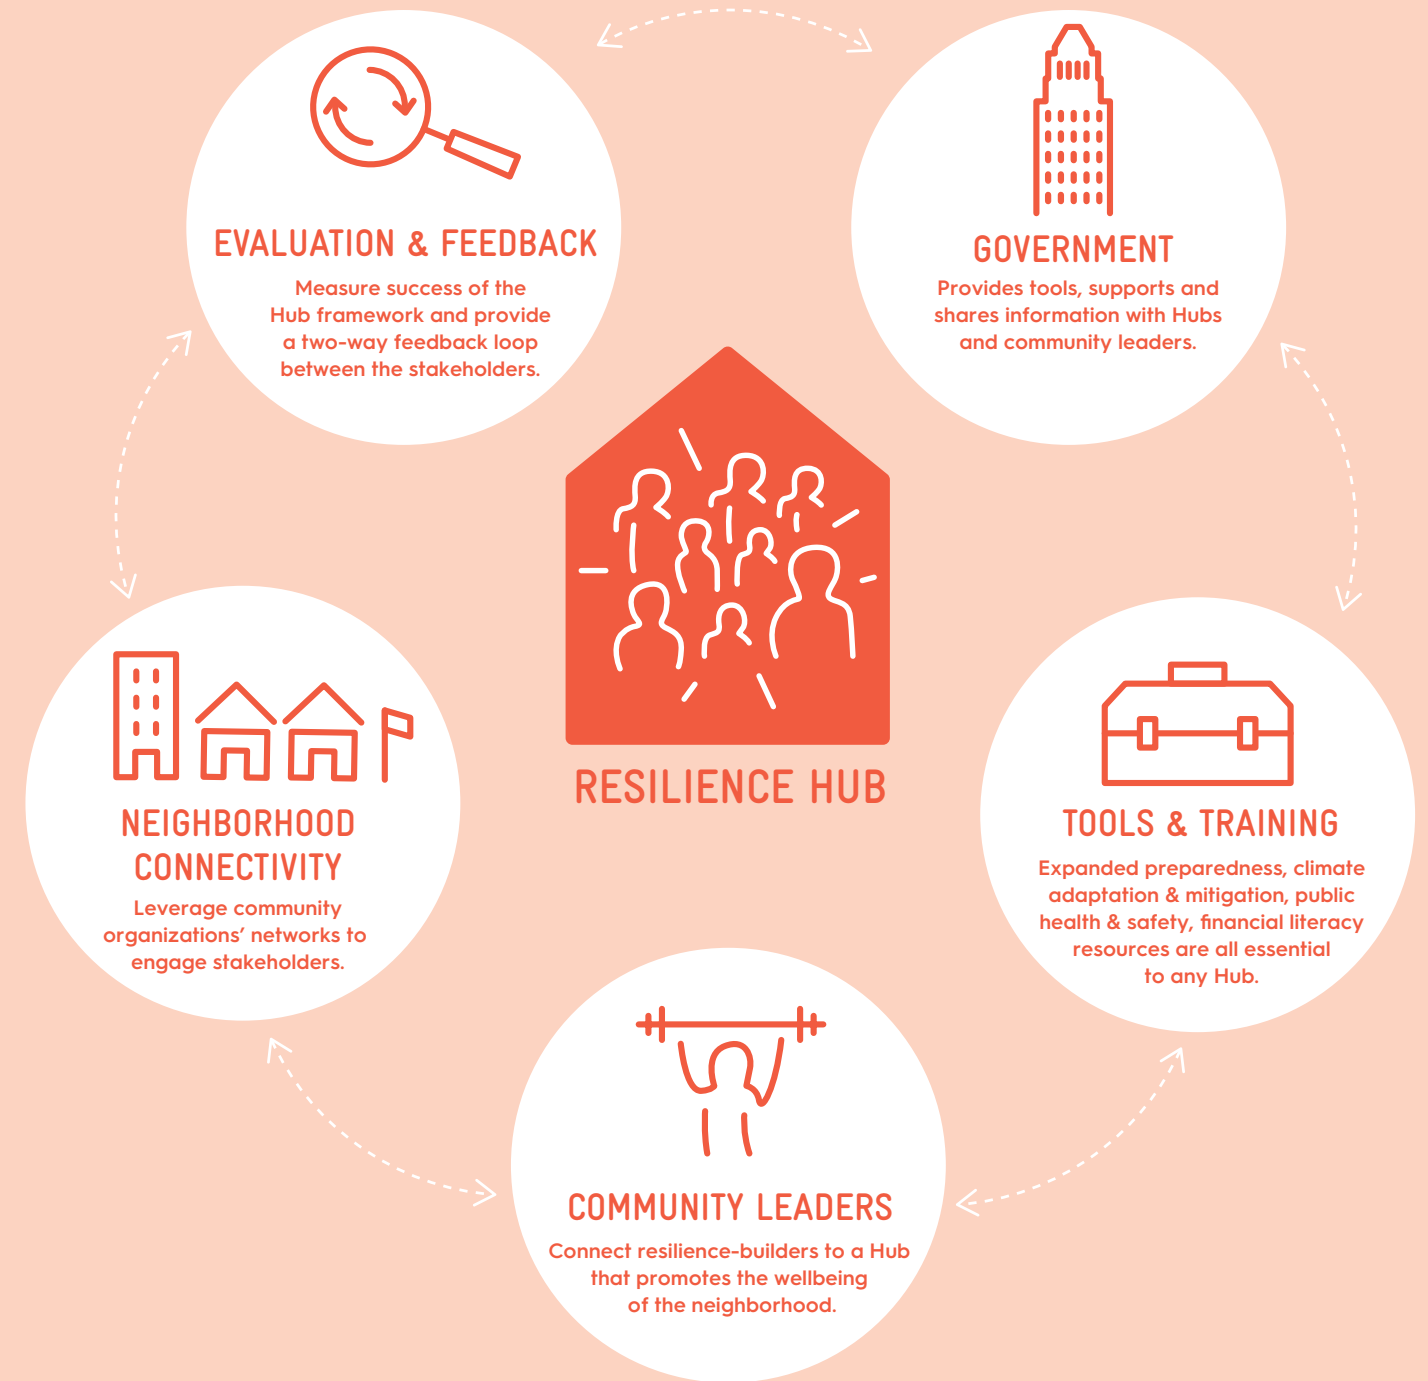 EVALUATION & FEEDBACK
Measure success of the
Hub framework and provide
a two-way feedback loop
between the stakeholders.
GOVERNMENT
Provides tools, supports and
shares information with Hubs
and community leaders.
RESILIENCE HUB
NEIGHBORHOOD
CONNECTIVITY
Leverage community
organizations’ networks to
engage stakeholders.
TOOLS & TRAINING
Expanded preparedness, climate
adaptation & mitigation, public
health & safety, financial literacy
resources are all essential
to any Hub.
COMMUNITY LEADERS
Connect resilience-builders to a Hub
that promotes the wellbeing
of the neighborhood.